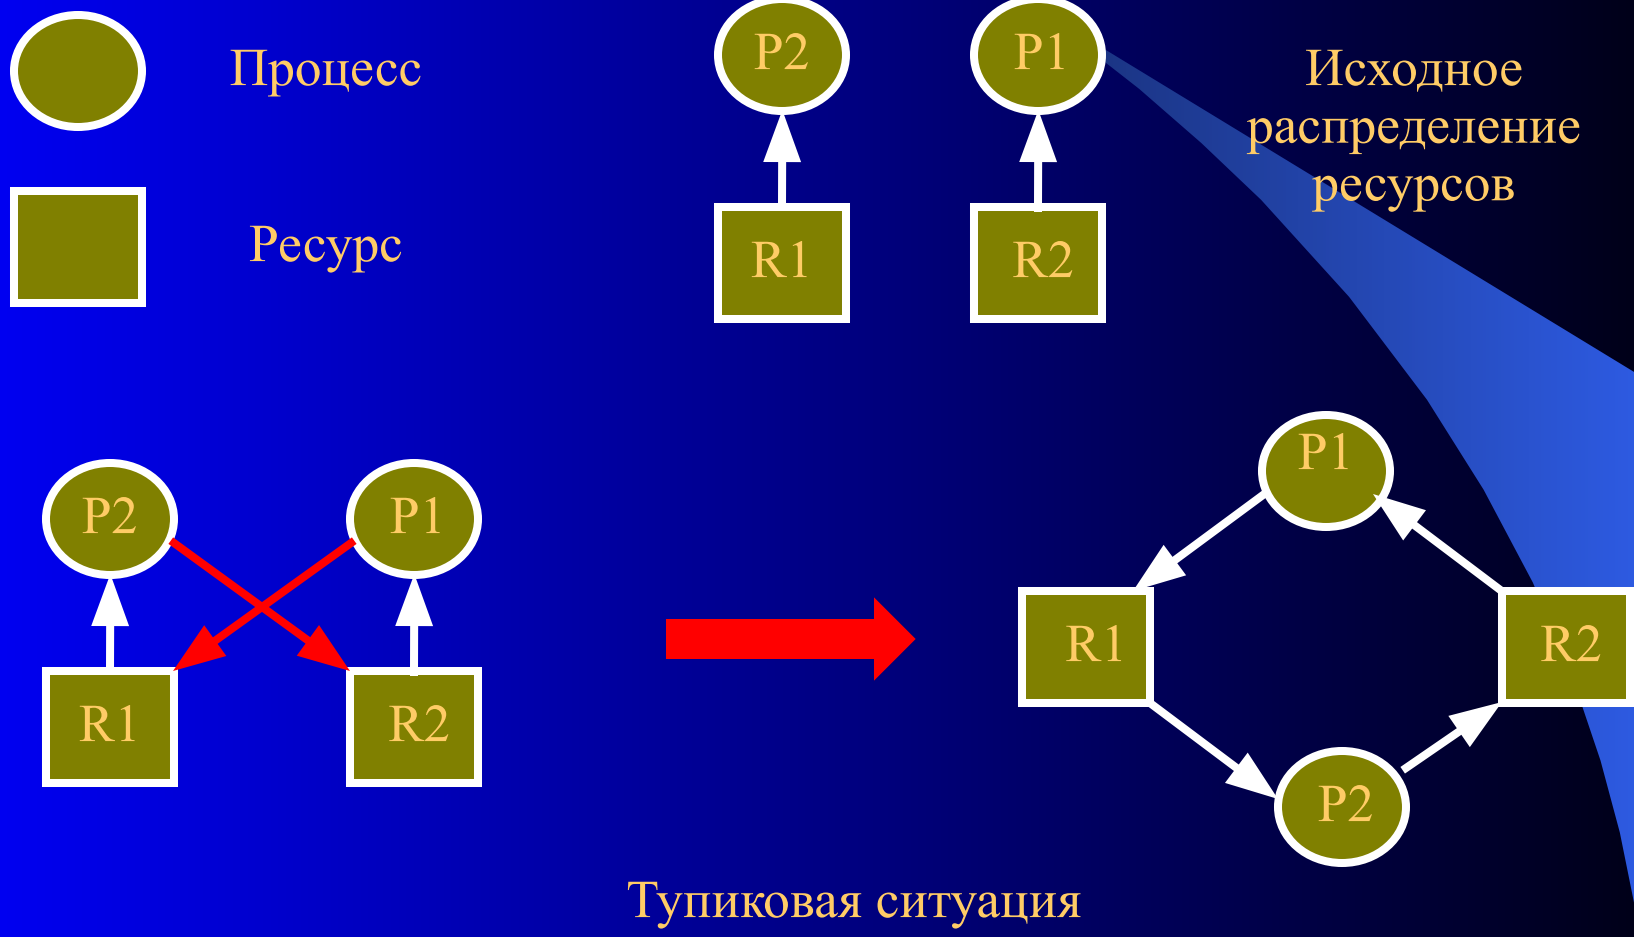 Процесс
Ресурс
P2
P1
R1
R2
Исходное
распределение
ресурсов
P2
P1
R1
R2
P1
R1
R2
P2
Тупиковая ситуация